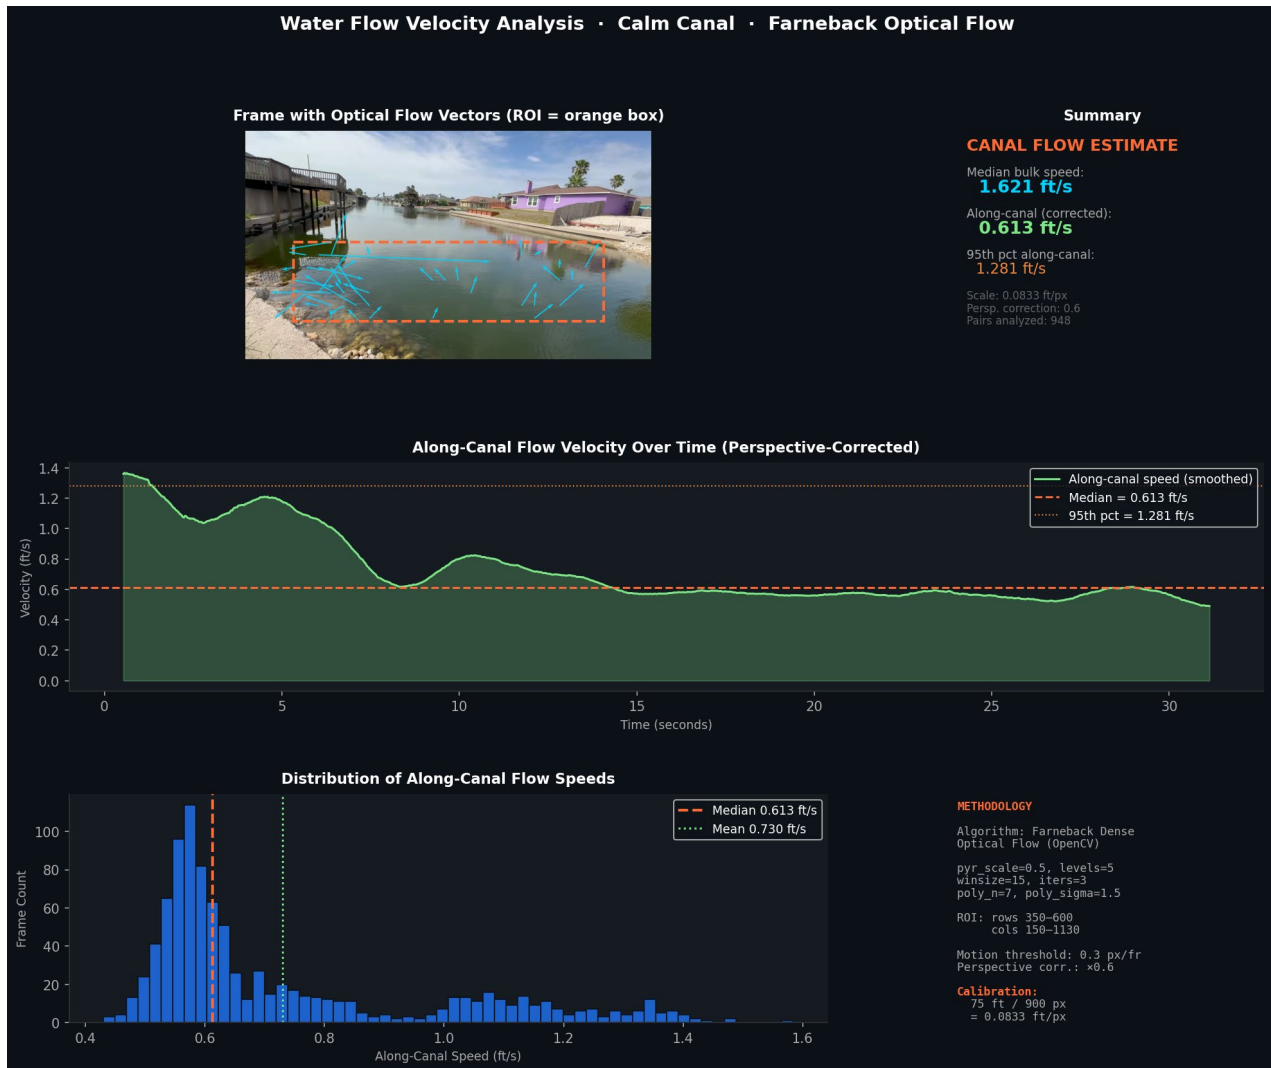 Water Flow Velocity Analysis · Calm Canal · Farneback Optical Flow
Frame with Optical Flow Vectors (ROI = orange box)
Summary
CANAL FLOW ESTIMATE
Median bulk speed:
1.621 ft/s
Along-canal (corrected):
0.613 ft/s
95th pct along-canal:
1.281 ft/s
Scale: 0.0833 ft/px
Persp. correction: 0.6
Pairs analyzed: 948
Along-Canal Flow Velocity Over Time (Perspective-Corrected)
Velocity (ft/s)
1.4
1.2
1.0
0.8
0.6
0.4
0.2
0.0
Along-canal speed (smoothed)
Median = 0.613 ft/s
95th pct = 1.281 ft/s
0 5 10 15 20 25 30
Time (seconds)
Distribution of Along-Canal Flow Speeds
Frame Count
100
80
60
40
20
0
Median 0.613 ft/s
Mean 0.730 ft/s
0.4 0.6 0.8 1.0 1.2 1.4 1.6
Along-Canal Speed (ft/s)
METHODOLOGY
Algorithm: Farneback Dense
Optical Flow (OpenCV)
pyr_scale=0.5, levels=5
winsize=15, iters=3
poly_n=7, poly_sigma=1.5
ROI: rows 350–600
cols 150–1130
Motion threshold: 0.3 px/fr
Perspective corr.: ×0.6
Calibration:
75 ft / 900 px
= 0.0833 ft/px